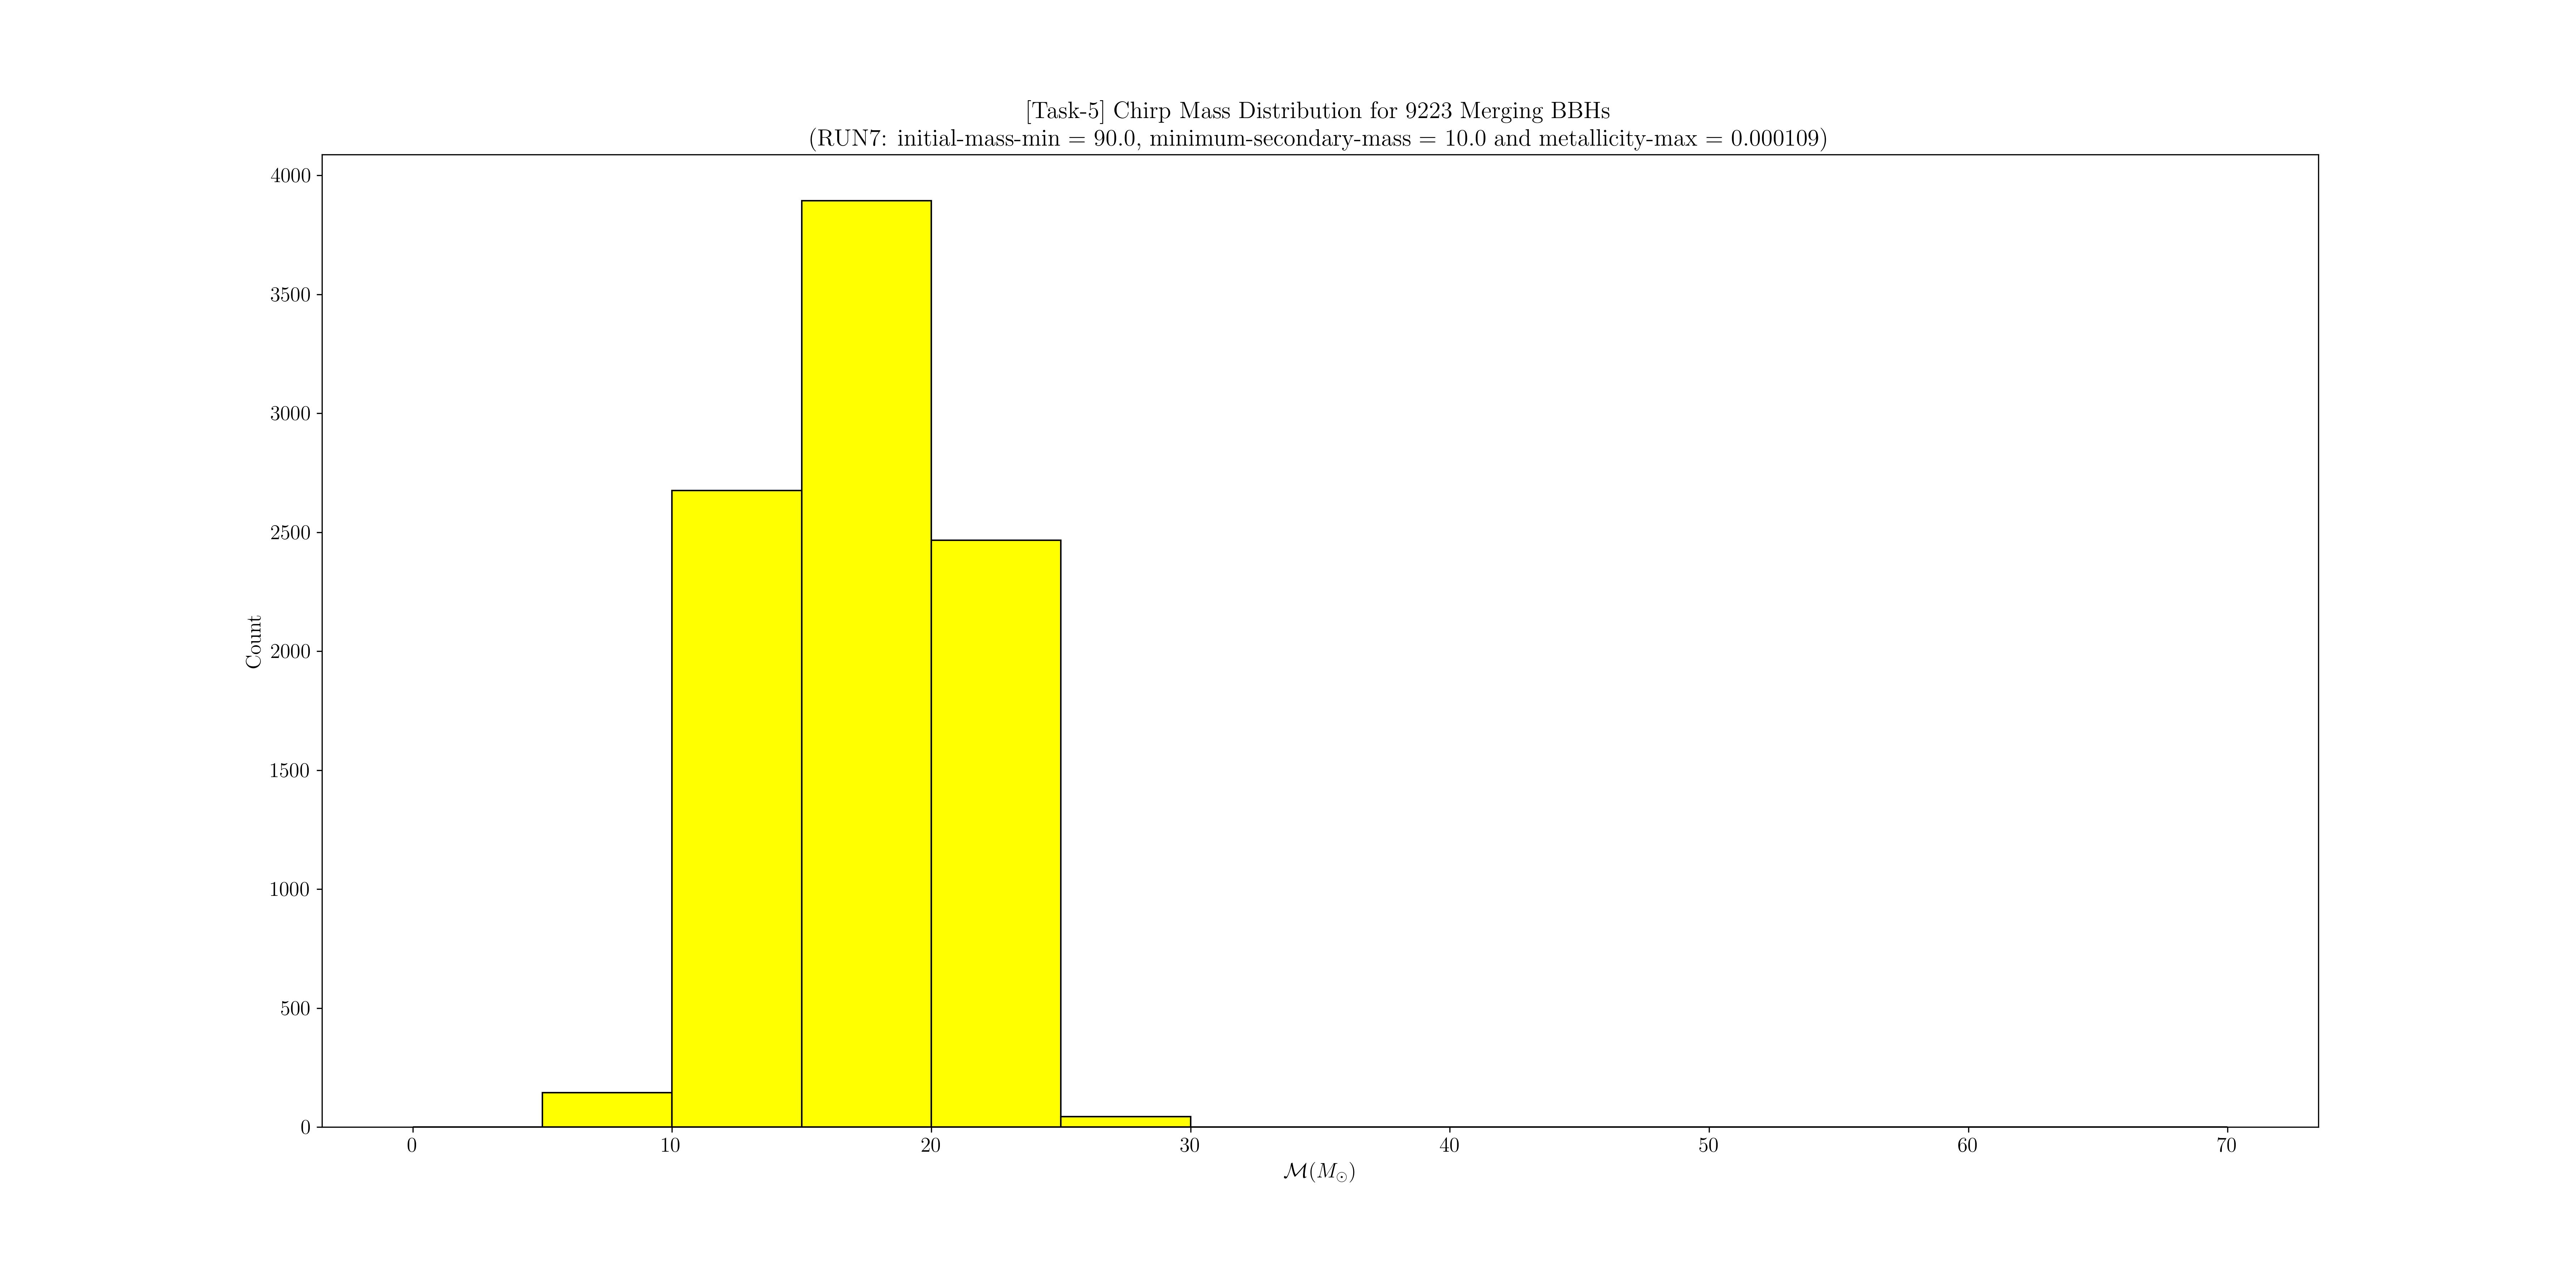 [Task-5] Chirp Mass Distribution for 9223 Merging BBHs
(RUN7: initial-mass-min = 90.0, minimum-secondary-mass = 10.0 and metallicity-max = 0.000109)
4000
3500
3000
2500
2000
1500
1000
500
0
Count
0 10 20 30 40 50 60 70
ℳ(M⊙)